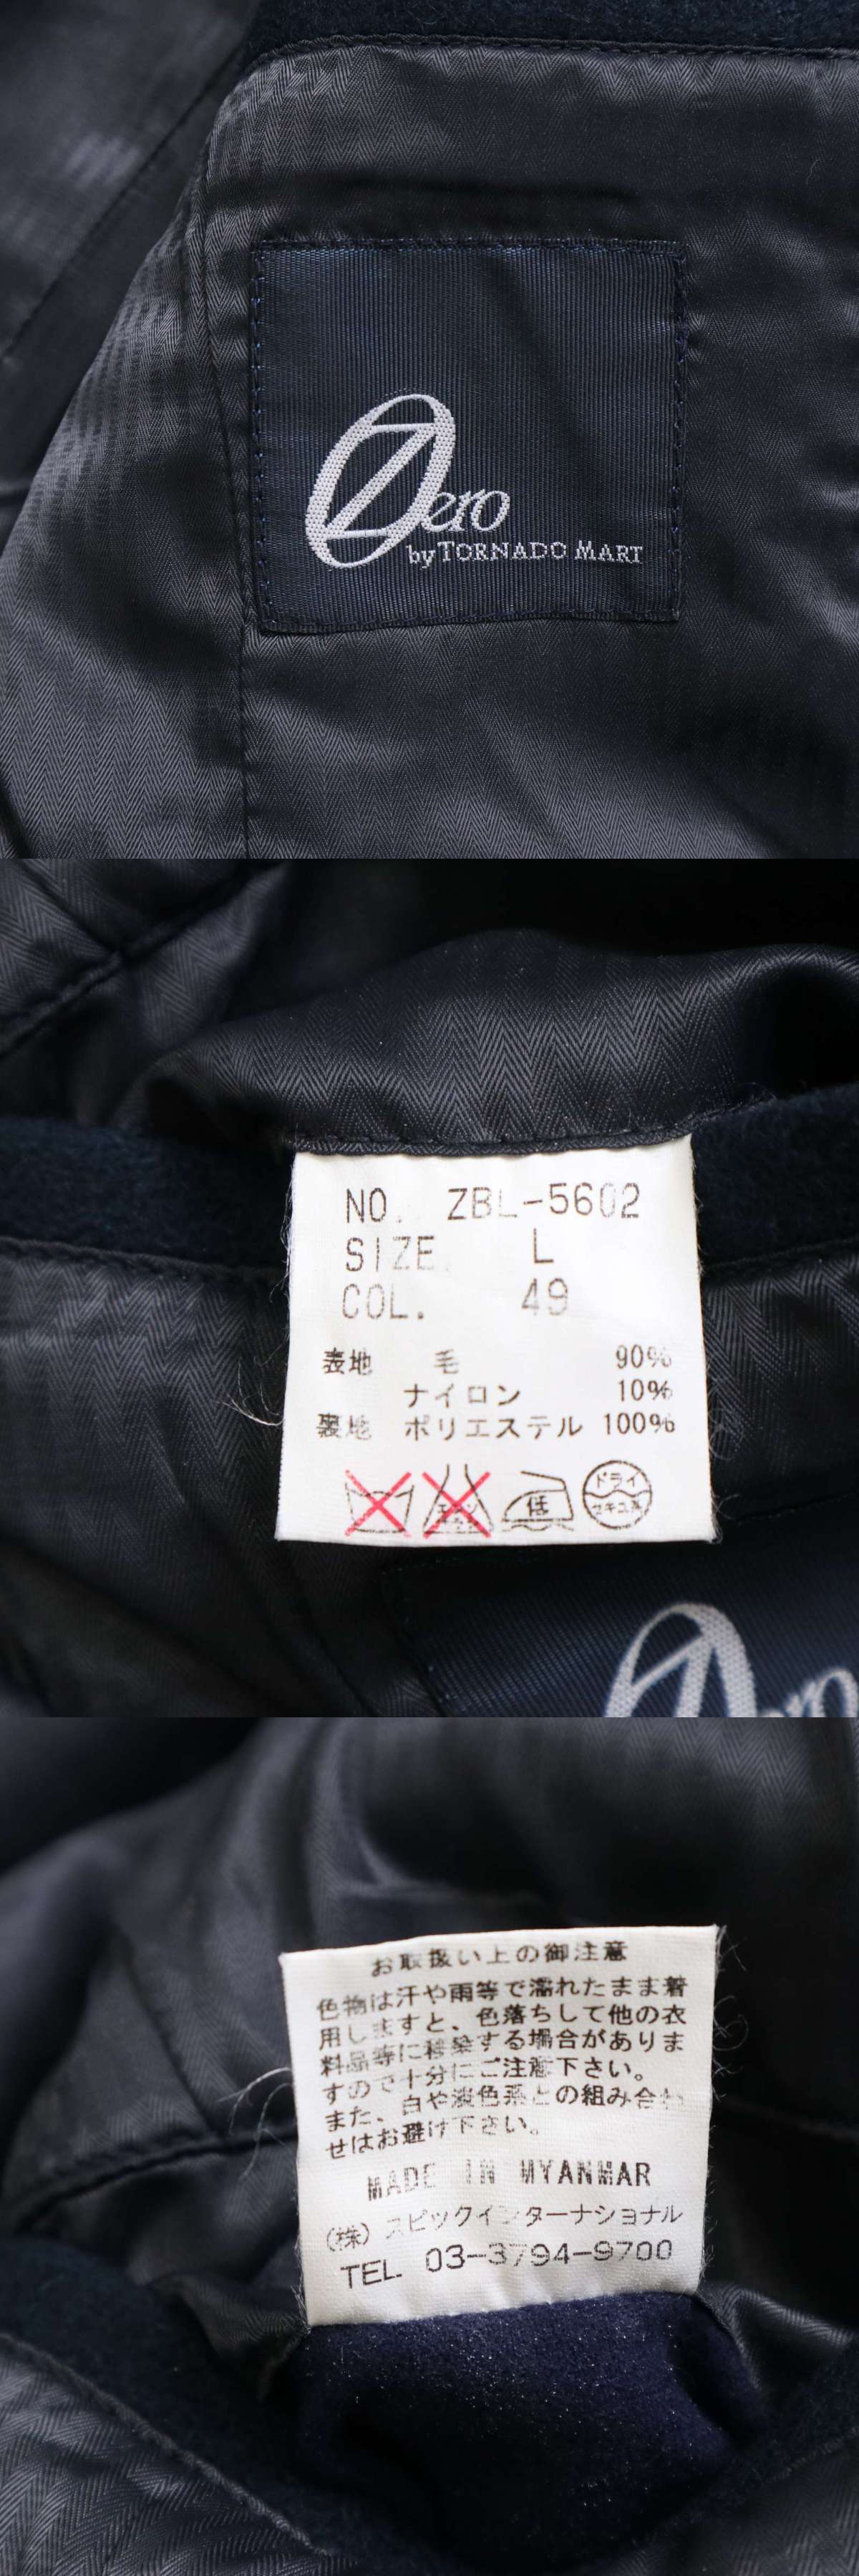 Zero
by TORNADO MART
NO. ZBL-5602
SIZE L
COL. 49
表地 毛 90%
ナイロン 10%
裏地 ポリエステル 100%
低
ドライ
セキユ系
お取扱い上の御注意
色物は汗や雨等で濡れたまま着
用しますと、色落ちして他の衣
料品等に移染する場合がありま
すので十分にご注意下さい。
また、白や淡色系との組み合わ
せはお避け下さい。
MADE IN MYANMAR
(株) スピックインターナショナル
TEL 03-3794-9700